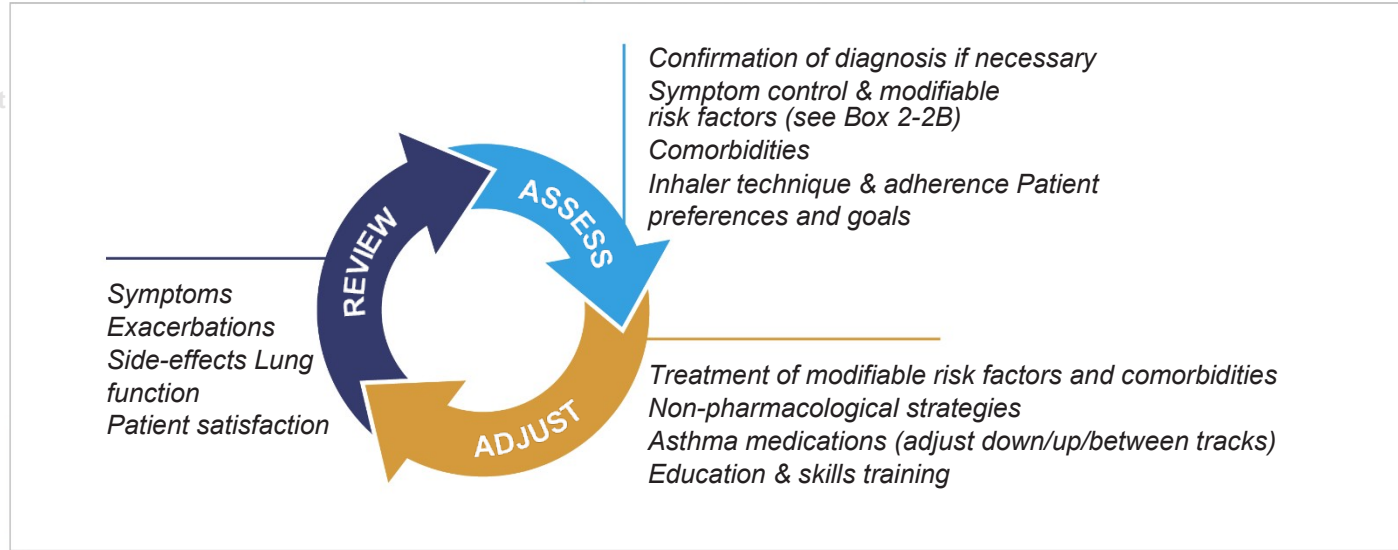 Confirmation of diagnosis if necessary
Symptom control & modifiable
risk factors (see Box 2-2B)
Comorbidities
Inhaler technique & adherence Patient
preferences and goals
ASSESS
REVIEW
Symptoms
Exacerbations
Side-effects Lung
function
Patient satisfaction
ADJUST
Treatment of modifiable risk factors and comorbidities
Non-pharmacological strategies
Asthma medications (adjust down/up/between tracks)
Education & skills training
t